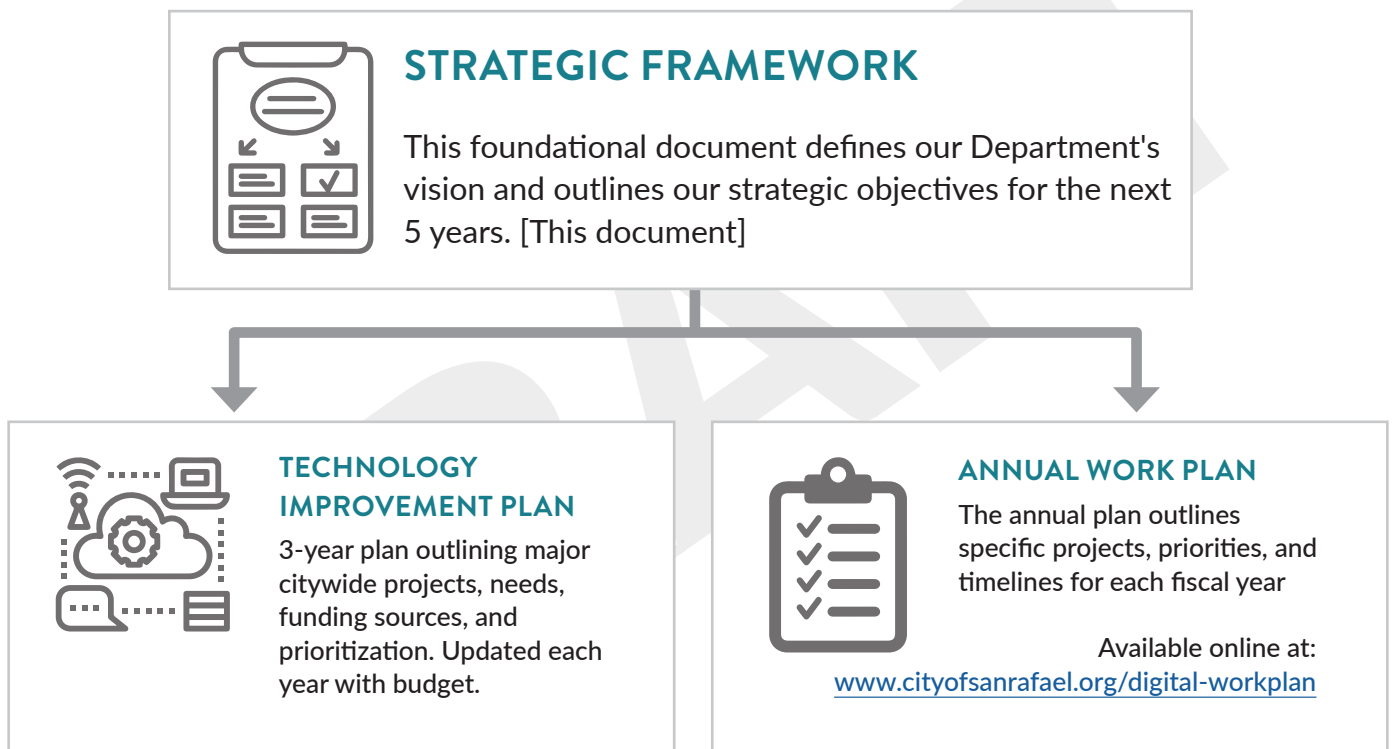 STRATEGIC FRAMEWORK
This foundational document defines our Department's
vision and outlines our strategic objectives for the next
5 years. [This document]
TECHNOLOGY
IMPROVEMENT PLAN
3-year plan outlining major
citywide projects, needs,
funding sources, and
prioritization. Updated each
year with budget.
ANNUAL WORK PLAN
The annual plan outlines
specific projects, priorities, and
timelines for each fiscal year
Available online at:
www.cityofsanrafael.org/digital-workplan